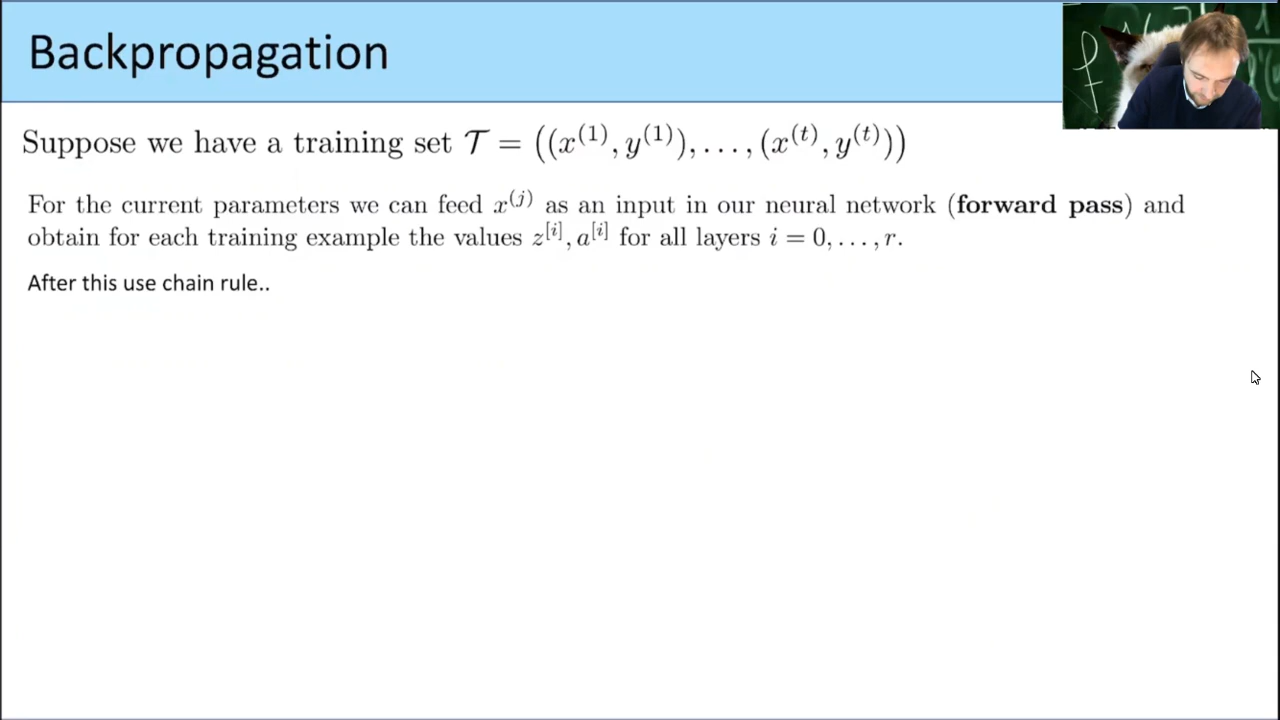 Backpropagation
Suppose we have a training set 𝒯 = ((x^(1), y^(1)), …, (x^(t), y^(t)))
For the current parameters we can feed x^(j) as an input in our neural network (forward pass) and
obtain for each training example the values z^[i], a^[i] for all layers i = 0, …, r.
After this use chain rule..